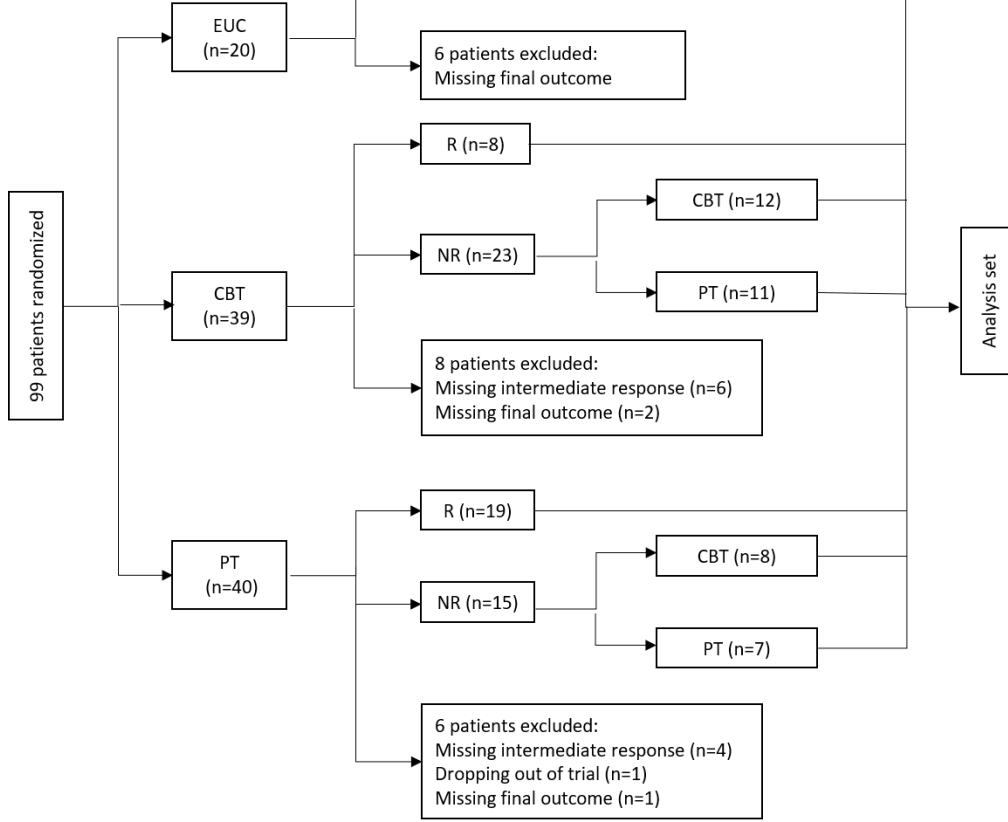 99 patients randomized
EUC
(n=20)
6 patients excluded:
Missing final outcome
CBT
(n=39)
R (n=8)
NR (n=23)
CBT (n=12)
PT (n=11)
8 patients excluded:
Missing intermediate response (n=6)
Missing final outcome (n=2)
PT
(n=40)
R (n=19)
NR (n=15)
CBT (n=8)
PT (n=7)
6 patients excluded:
Missing intermediate response (n=4)
Dropping out of trial (n=1)
Missing final outcome (n=1)
Analysis set